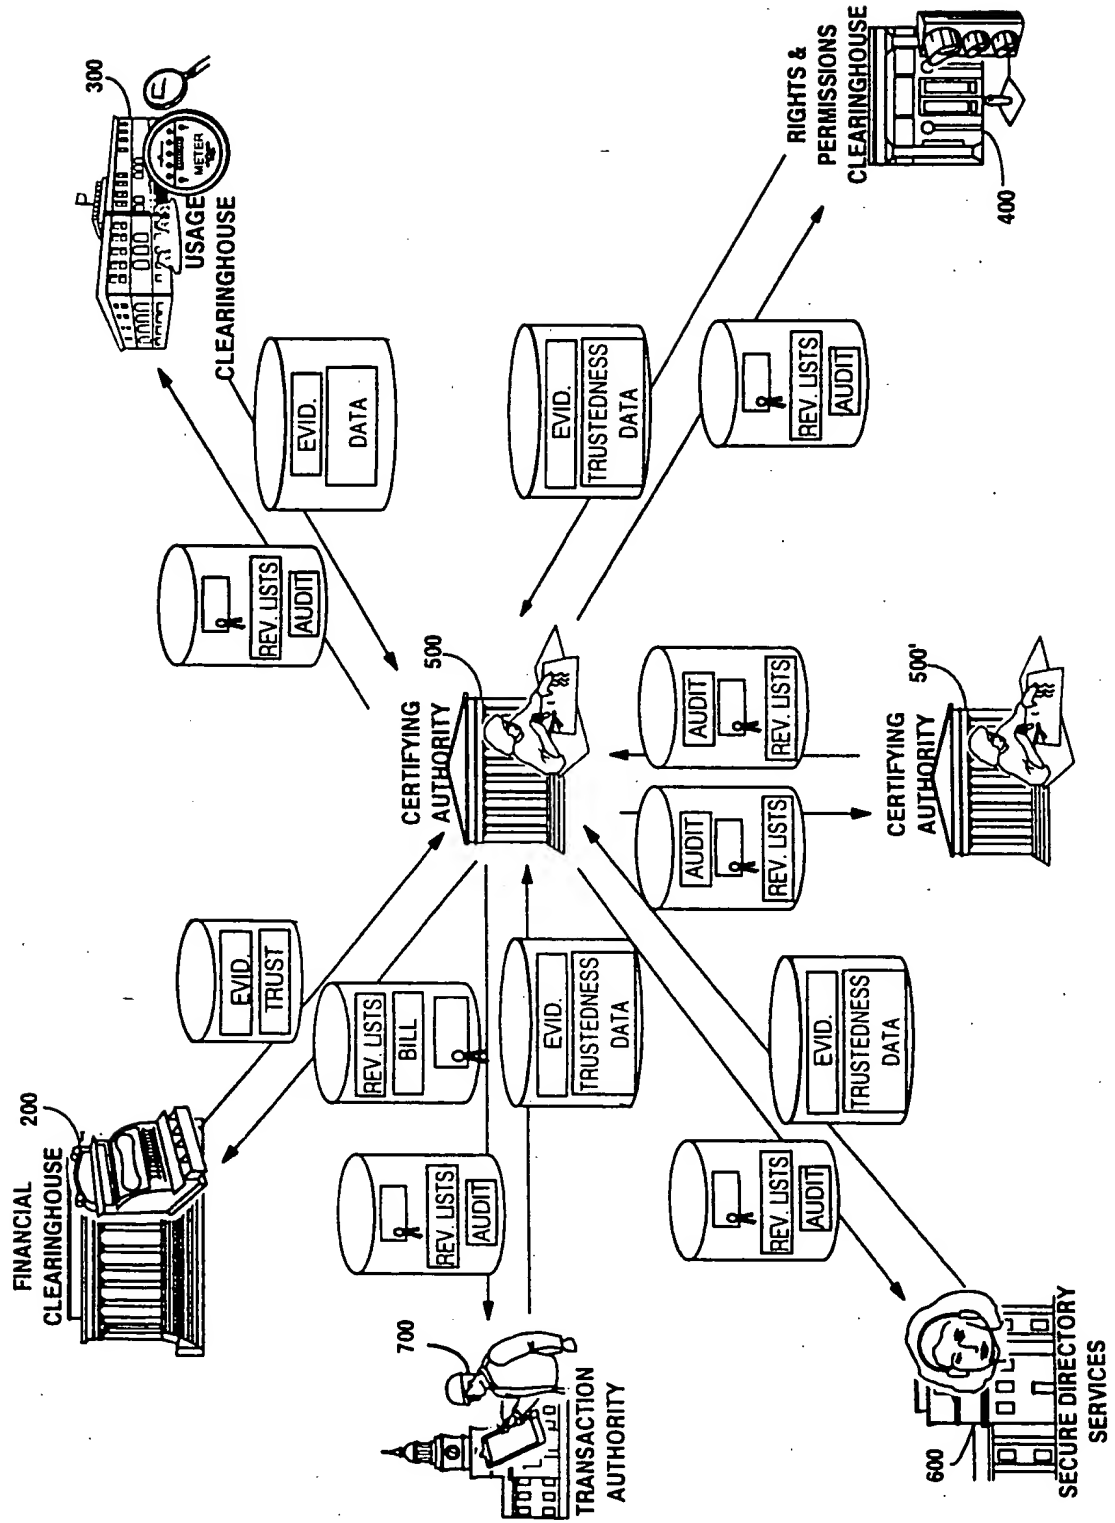 FINANCIAL
CLEARINGHOUSE
200
EVID.
TRUST
REV. LISTS
BILL
USAGE
CLEARINGHOUSE
300
METER
EVID.
DATA
REV. LISTS
AUDIT
TRANSACTION
AUTHORITY
700
REV. LISTS
AUDIT
EVID.
TRUSTEDNESS
DATA
CERTIFYING
AUTHORITY
500
EVID.
TRUSTEDNESS
DATA
REV. LISTS
AUDIT
RIGHTS &
PERMISSIONS
CLEARINGHOUSE
400
AUDIT
REV. LISTS
AUDIT
REV. LISTS
CERTIFYING
AUTHORITY
500'
REV. LISTS
AUDIT
EVID.
TRUSTEDNESS
DATA
600
SECURE DIRECTORY
SERVICES